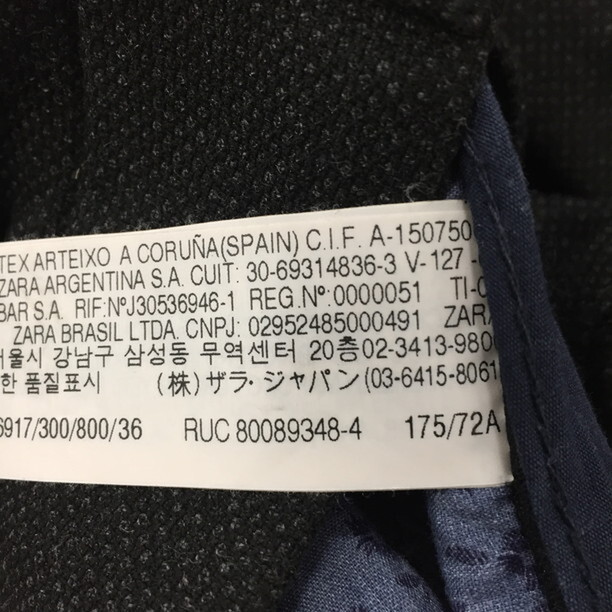 TEX ARTEIXO A CORUÑA(SPAIN) C.I.F. A-150750
ZARA ARGENTINA S.A. CUIT: 30-69314836-3 V-127 -
BAR S.A. RIF:NºJ30536946-1 REG.Nº:0000051 TI-
ZARA BRASIL LTDA. CNPJ: 02952485000491 ZARA
서울시 강남구 삼성동 무역센터 20층02-3413-980
한 품질표시 (株)ザラ・ジャパン(03-6415-8061
6917/300/800/36 RUC 80089348-4 175/72A